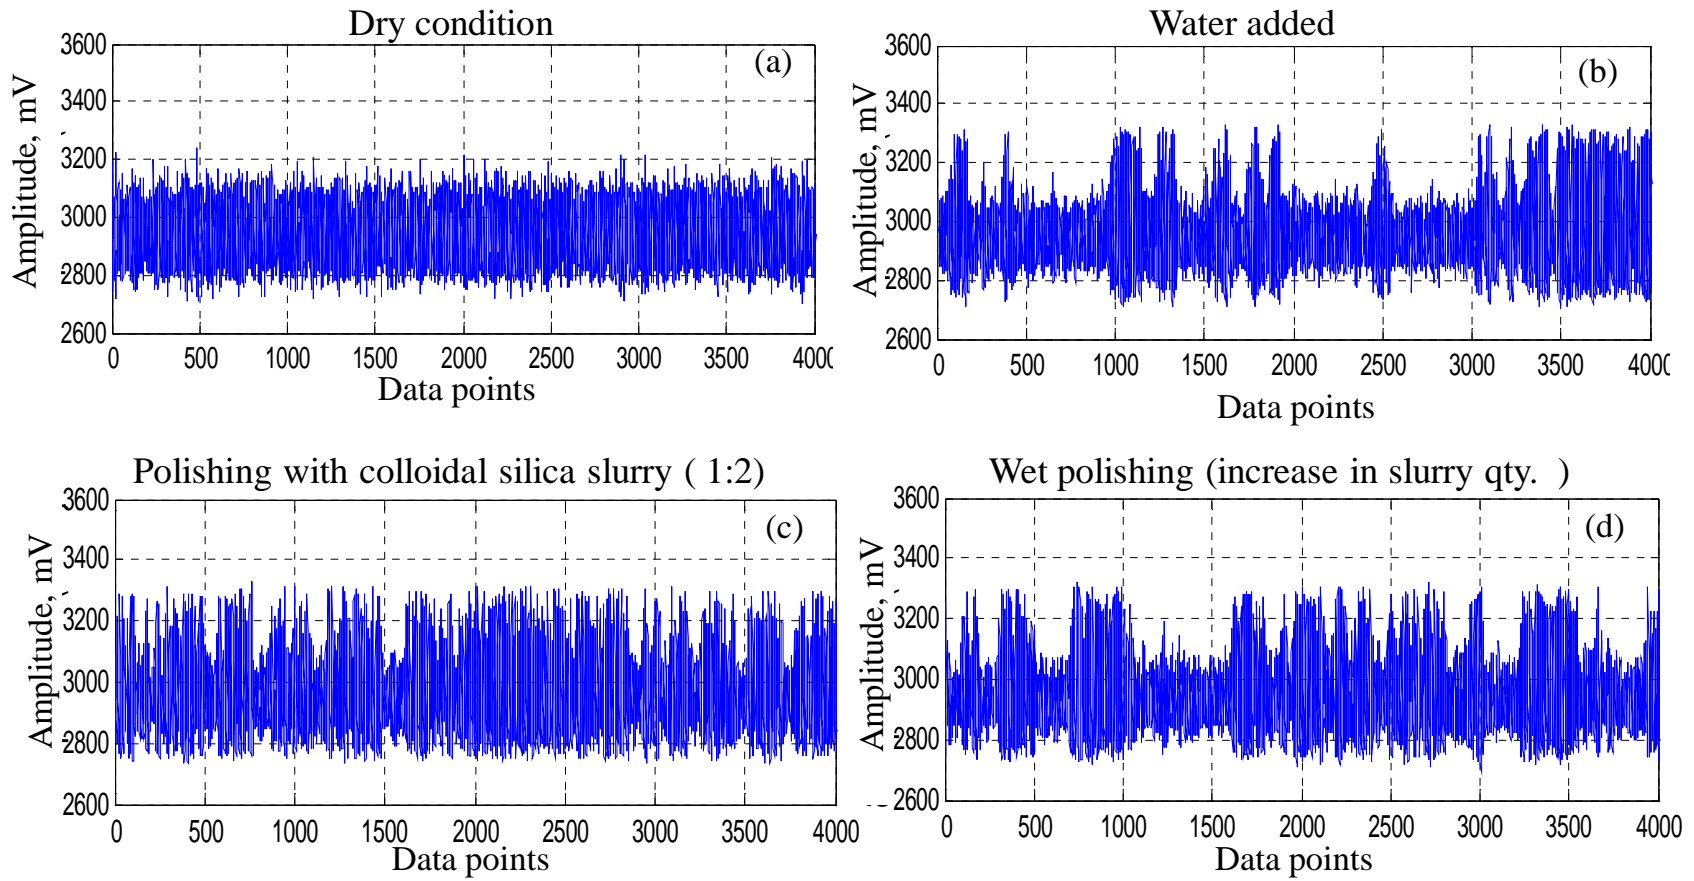 Dry condition
(a)
Amplitude, mV
3600
3400
3200
3000
2800
2600
0 500 1000 1500 2000 2500 3000 3500 4000
Data points
Water added
(b)
Amplitude, mV
3600
3400
3200
3000
2800
2600
0 500 1000 1500 2000 2500 3000 3500 4000
Data points
Polishing with colloidal silica slurry ( 1:2)
(c)
Amplitude, mV
3600
3400
3200
3000
2800
2600
0 500 1000 1500 2000 2500 3000 3500 4000
Data points
Wet polishing (increase in slurry qty. )
(d)
Amplitude, mV
3600
3400
3200
3000
2800
2600
0 500 1000 1500 2000 2500 3000 3500 4000
Data points